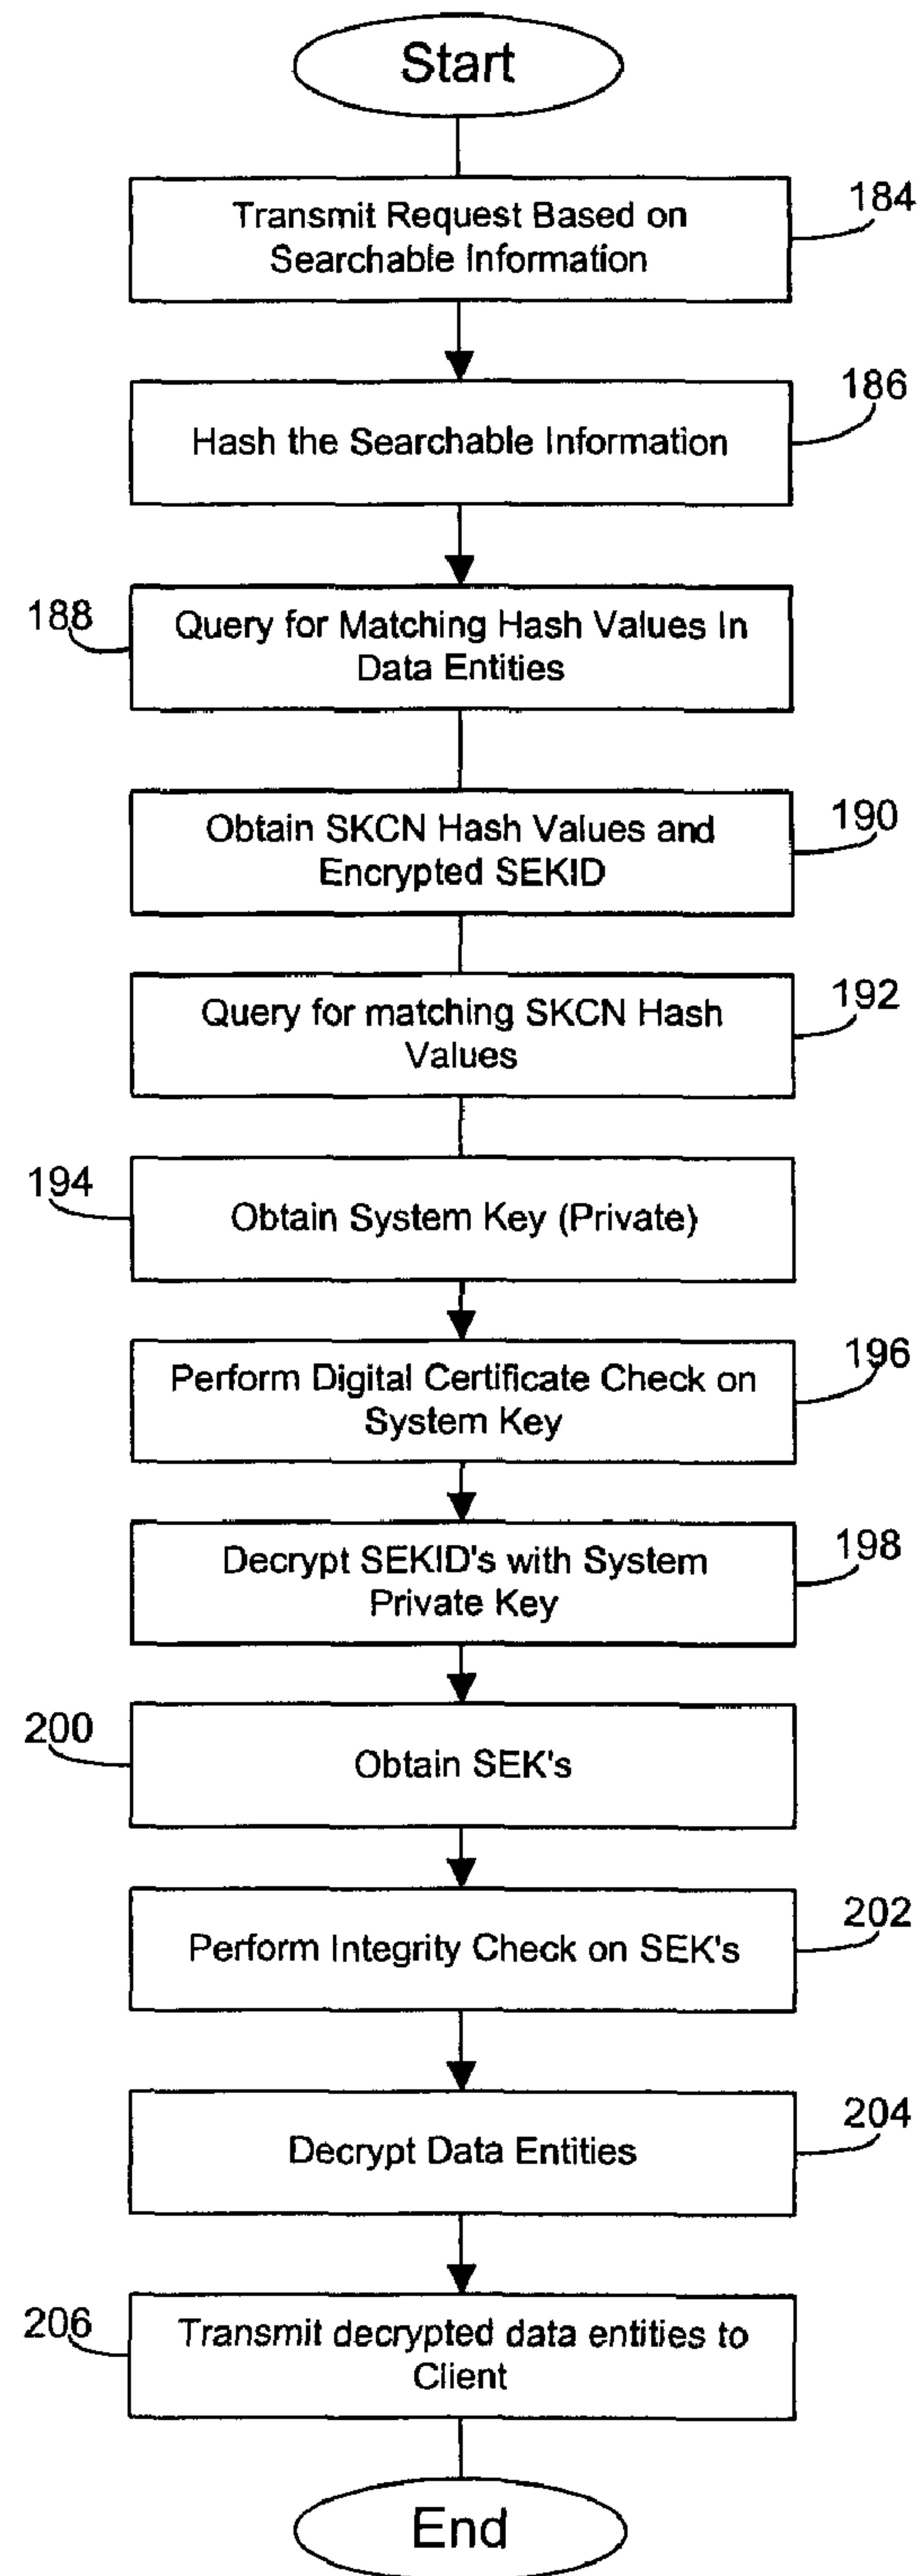 Start
Transmit Request Based on
Searchable Information
184
Hash the Searchable Information
186
188
Query for Matching Hash Values In
Data Entities
Obtain SKCN Hash Values and
Encrypted SEKID
190
Query for matching SKCN Hash
Values
192
194
Obtain System Key (Private)
Perform Digital Certificate Check on
System Key
196
Decrypt SEKID's with System
Private Key
198
200
Obtain SEK's
Perform Integrity Check on SEK's
202
Decrypt Data Entities
204
206
Transmit decrypted data entities to
Client
End